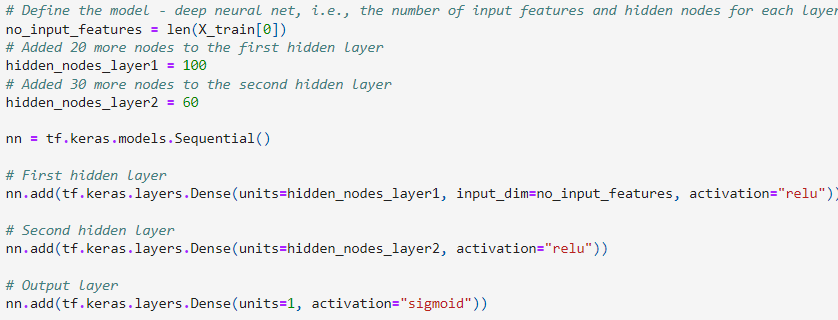 # Define the model - deep neural net, i.e., the number of input features and hidden nodes for each layer
no_input_features = len(X_train[0])
# Added 20 more nodes to the first hidden layer
hidden_nodes_layer1 = 100
# Added 30 more nodes to the second hidden layer
hidden_nodes_layer2 = 60
nn = tf.keras.models.Sequential()
# First hidden layer
nn.add(tf.keras.layers.Dense(units=hidden_nodes_layer1, input_dim=no_input_features, activation="relu"))
# Second hidden layer
nn.add(tf.keras.layers.Dense(units=hidden_nodes_layer2, activation="relu"))
# Output layer
nn.add(tf.keras.layers.Dense(units=1, activation="sigmoid"))